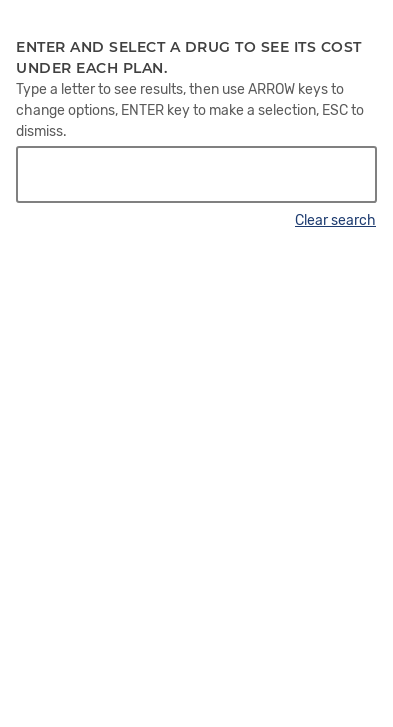 ENTER AND SELECT A DRUG TO SEE ITS COST
UNDER EACH PLAN.
Type a letter to see results, then use ARROW keys to
change options, ENTER key to make a selection, ESC to
dismiss.
Clear search